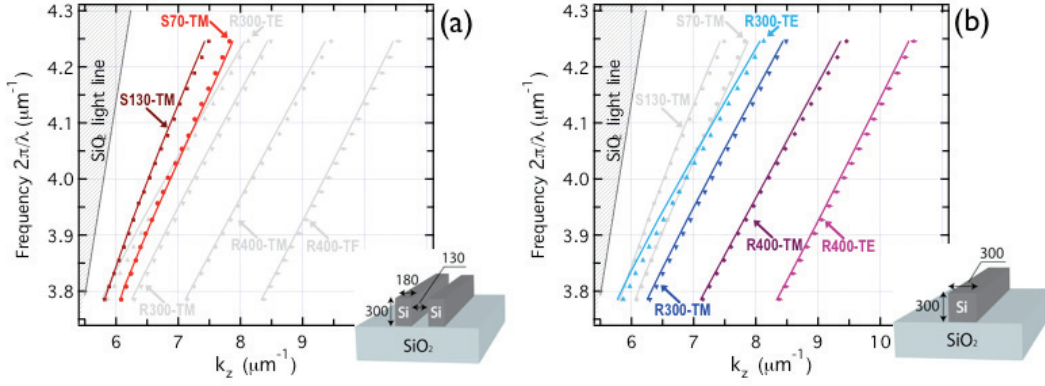 (a)
4.3
4.2
4.1
4.0
3.9
3.8
Frequency 2π/λ (μm⁻¹)
SiO₂ light line
S70-TM
R300-TE
S130-TM
R400-TM
R400-TE
R300-TM
6
7
8
9
k_z (μm⁻¹)
130
180
300
Si
Si
SiO₂
(b)
4.3
4.2
4.1
4.0
3.9
3.8
Frequency 2π/λ (μm⁻¹)
SiO₂ light line
S70-TM
R300-TE
S130-TM
R400-TM
R400-TE
R300-TM
6
7
8
9
10
k_z (μm⁻¹)
300
300
Si
SiO₂